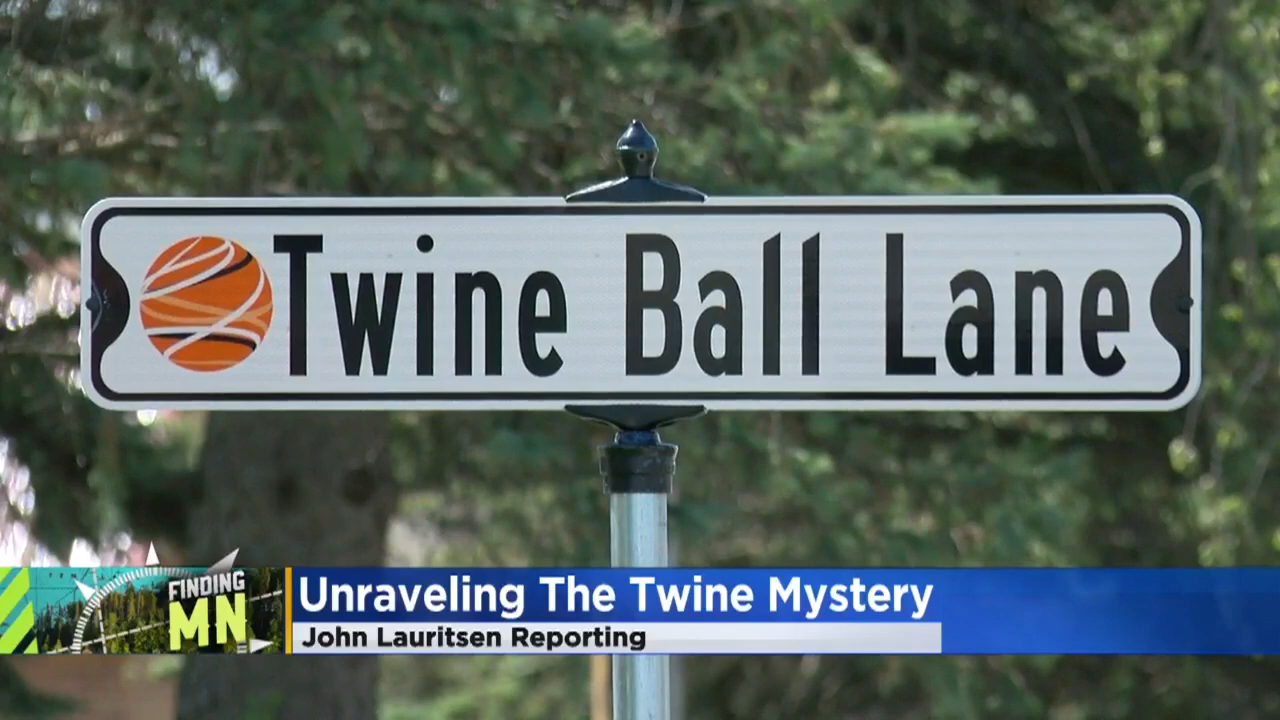 Twine Ball Lane
FINDING
MN
Unraveling The Twine Mystery
John Lauritsen Reporting